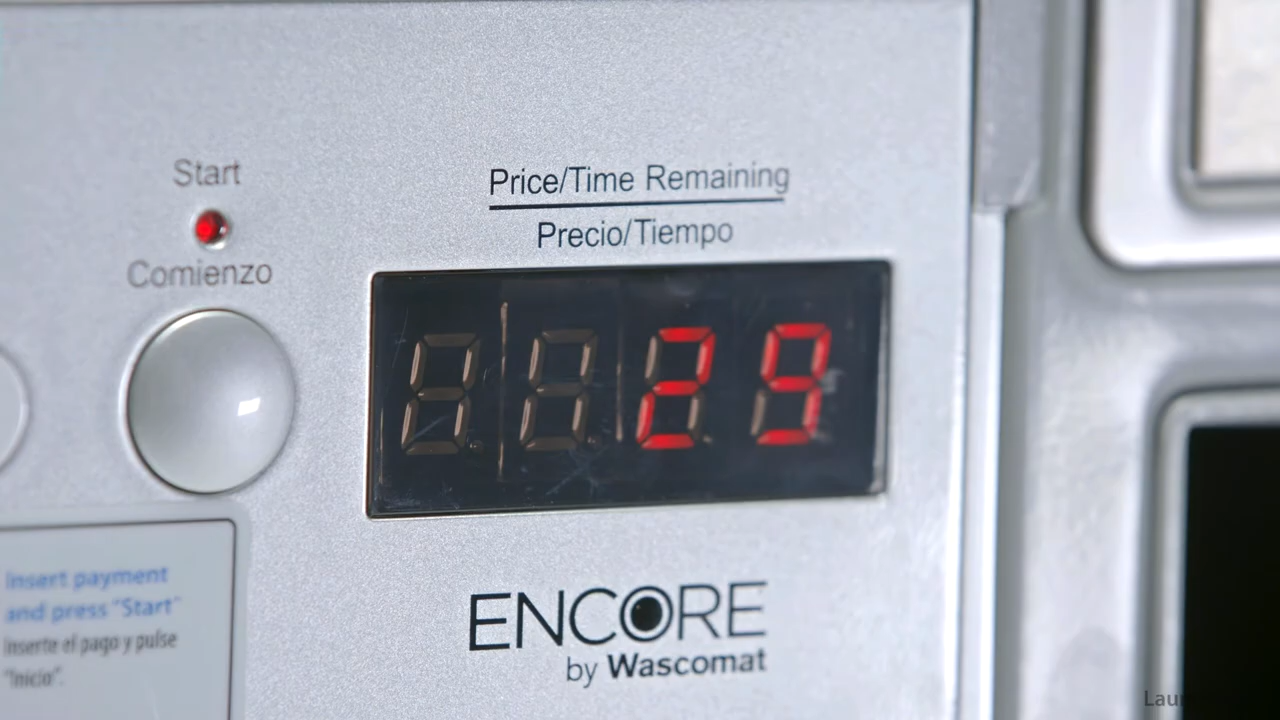 Start
Comienzo
Price/Time Remaining
Precio/Tiempo
29
Insert payment
and press "Start"
Inserte el pago y pulse
"Inicio".
ENCORE
by Wascomat